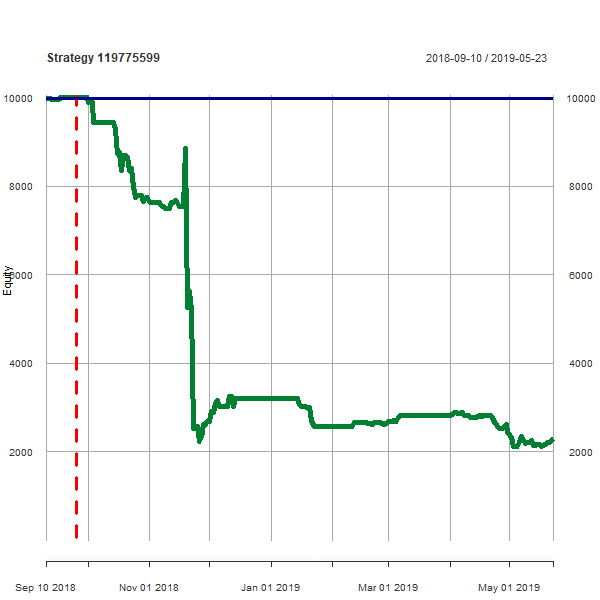 Strategy 119775599
2018-09-10 / 2019-05-23
10000
10000
8000
8000
Equity
6000
6000
4000
4000
2000
2000
Sep 10 2018
Nov 01 2018
Jan 01 2019
Mar 01 2019
May 01 2019